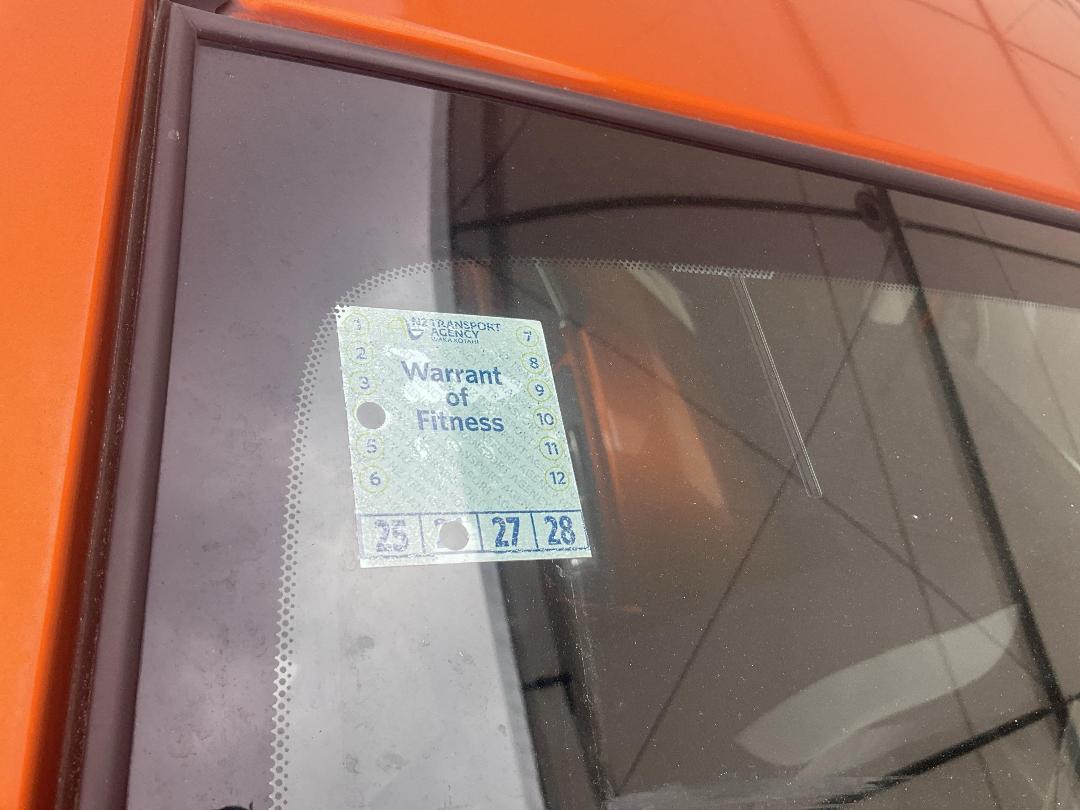 NZ TRANSPORT
AGENCY
WAKA KOTAHI
Warrant
of
Fitness
1
2
3
5
6
7
8
9
10
11
12
25 27 28